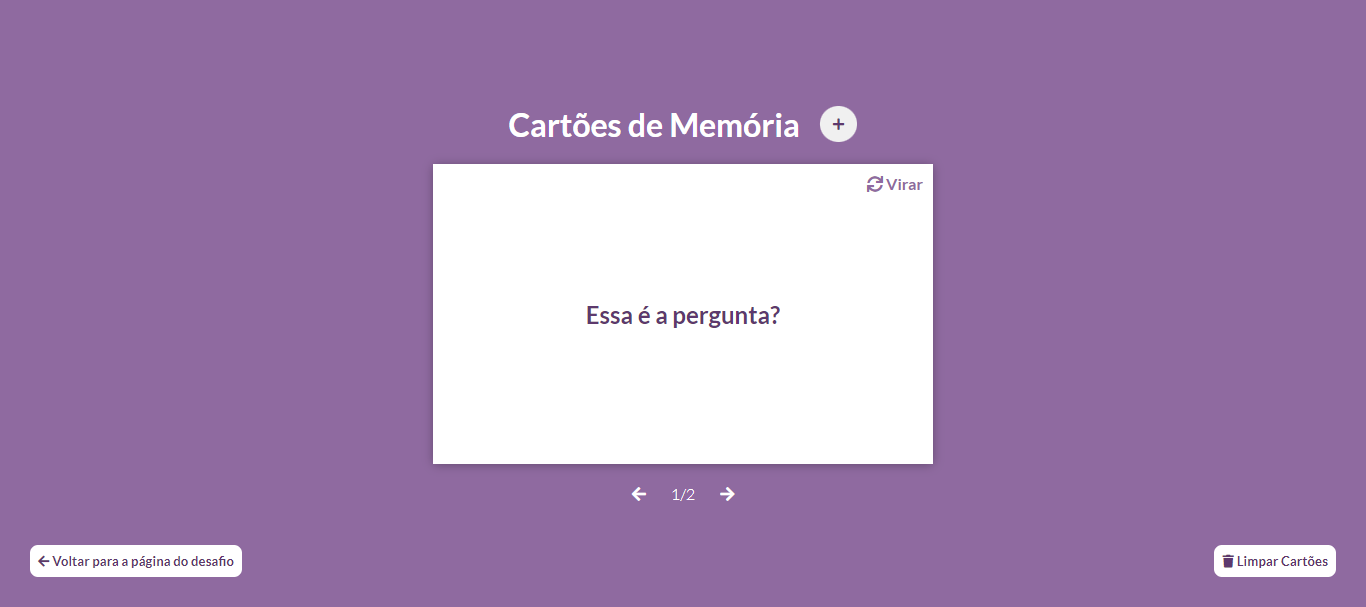 Cartões de Memória
Virar
Essa é a pergunta?
1/2
Voltar para a página do desafio
Limpar Cartões